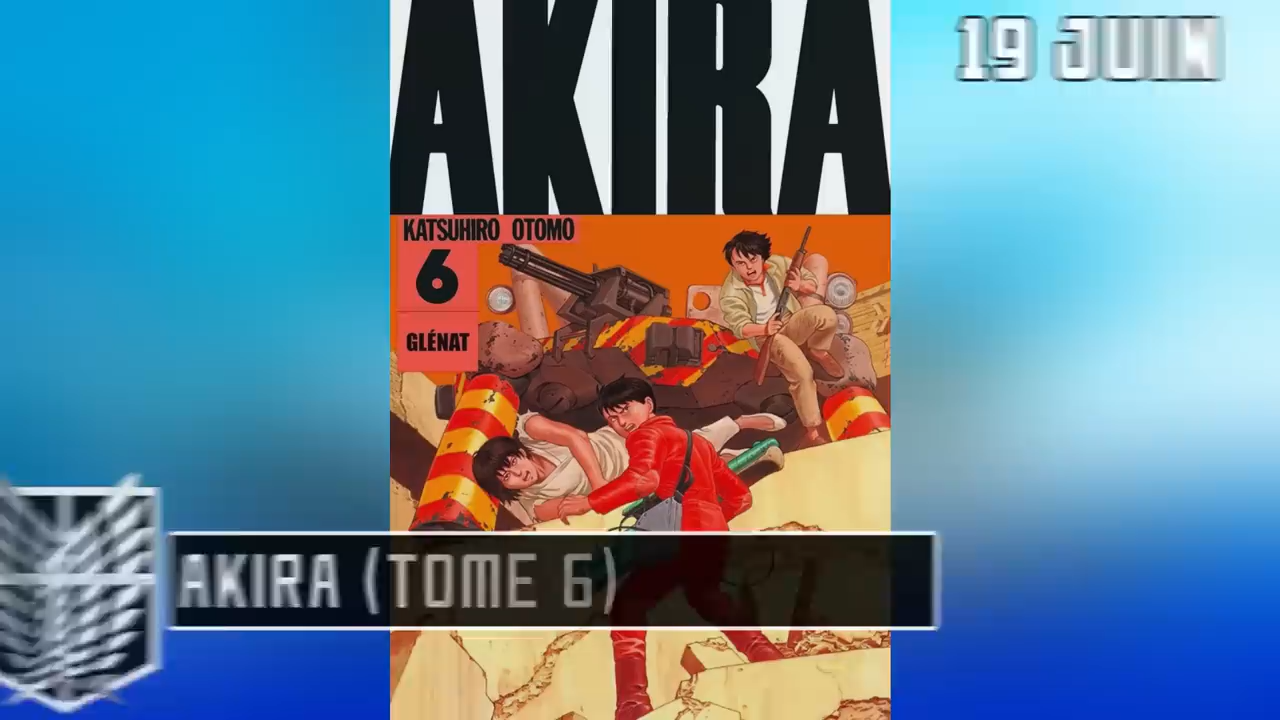 AKIRA
19 JUIN
KATSUHIRO OTOMO
6
GLÉNAT
AKIRA (TOME 6)